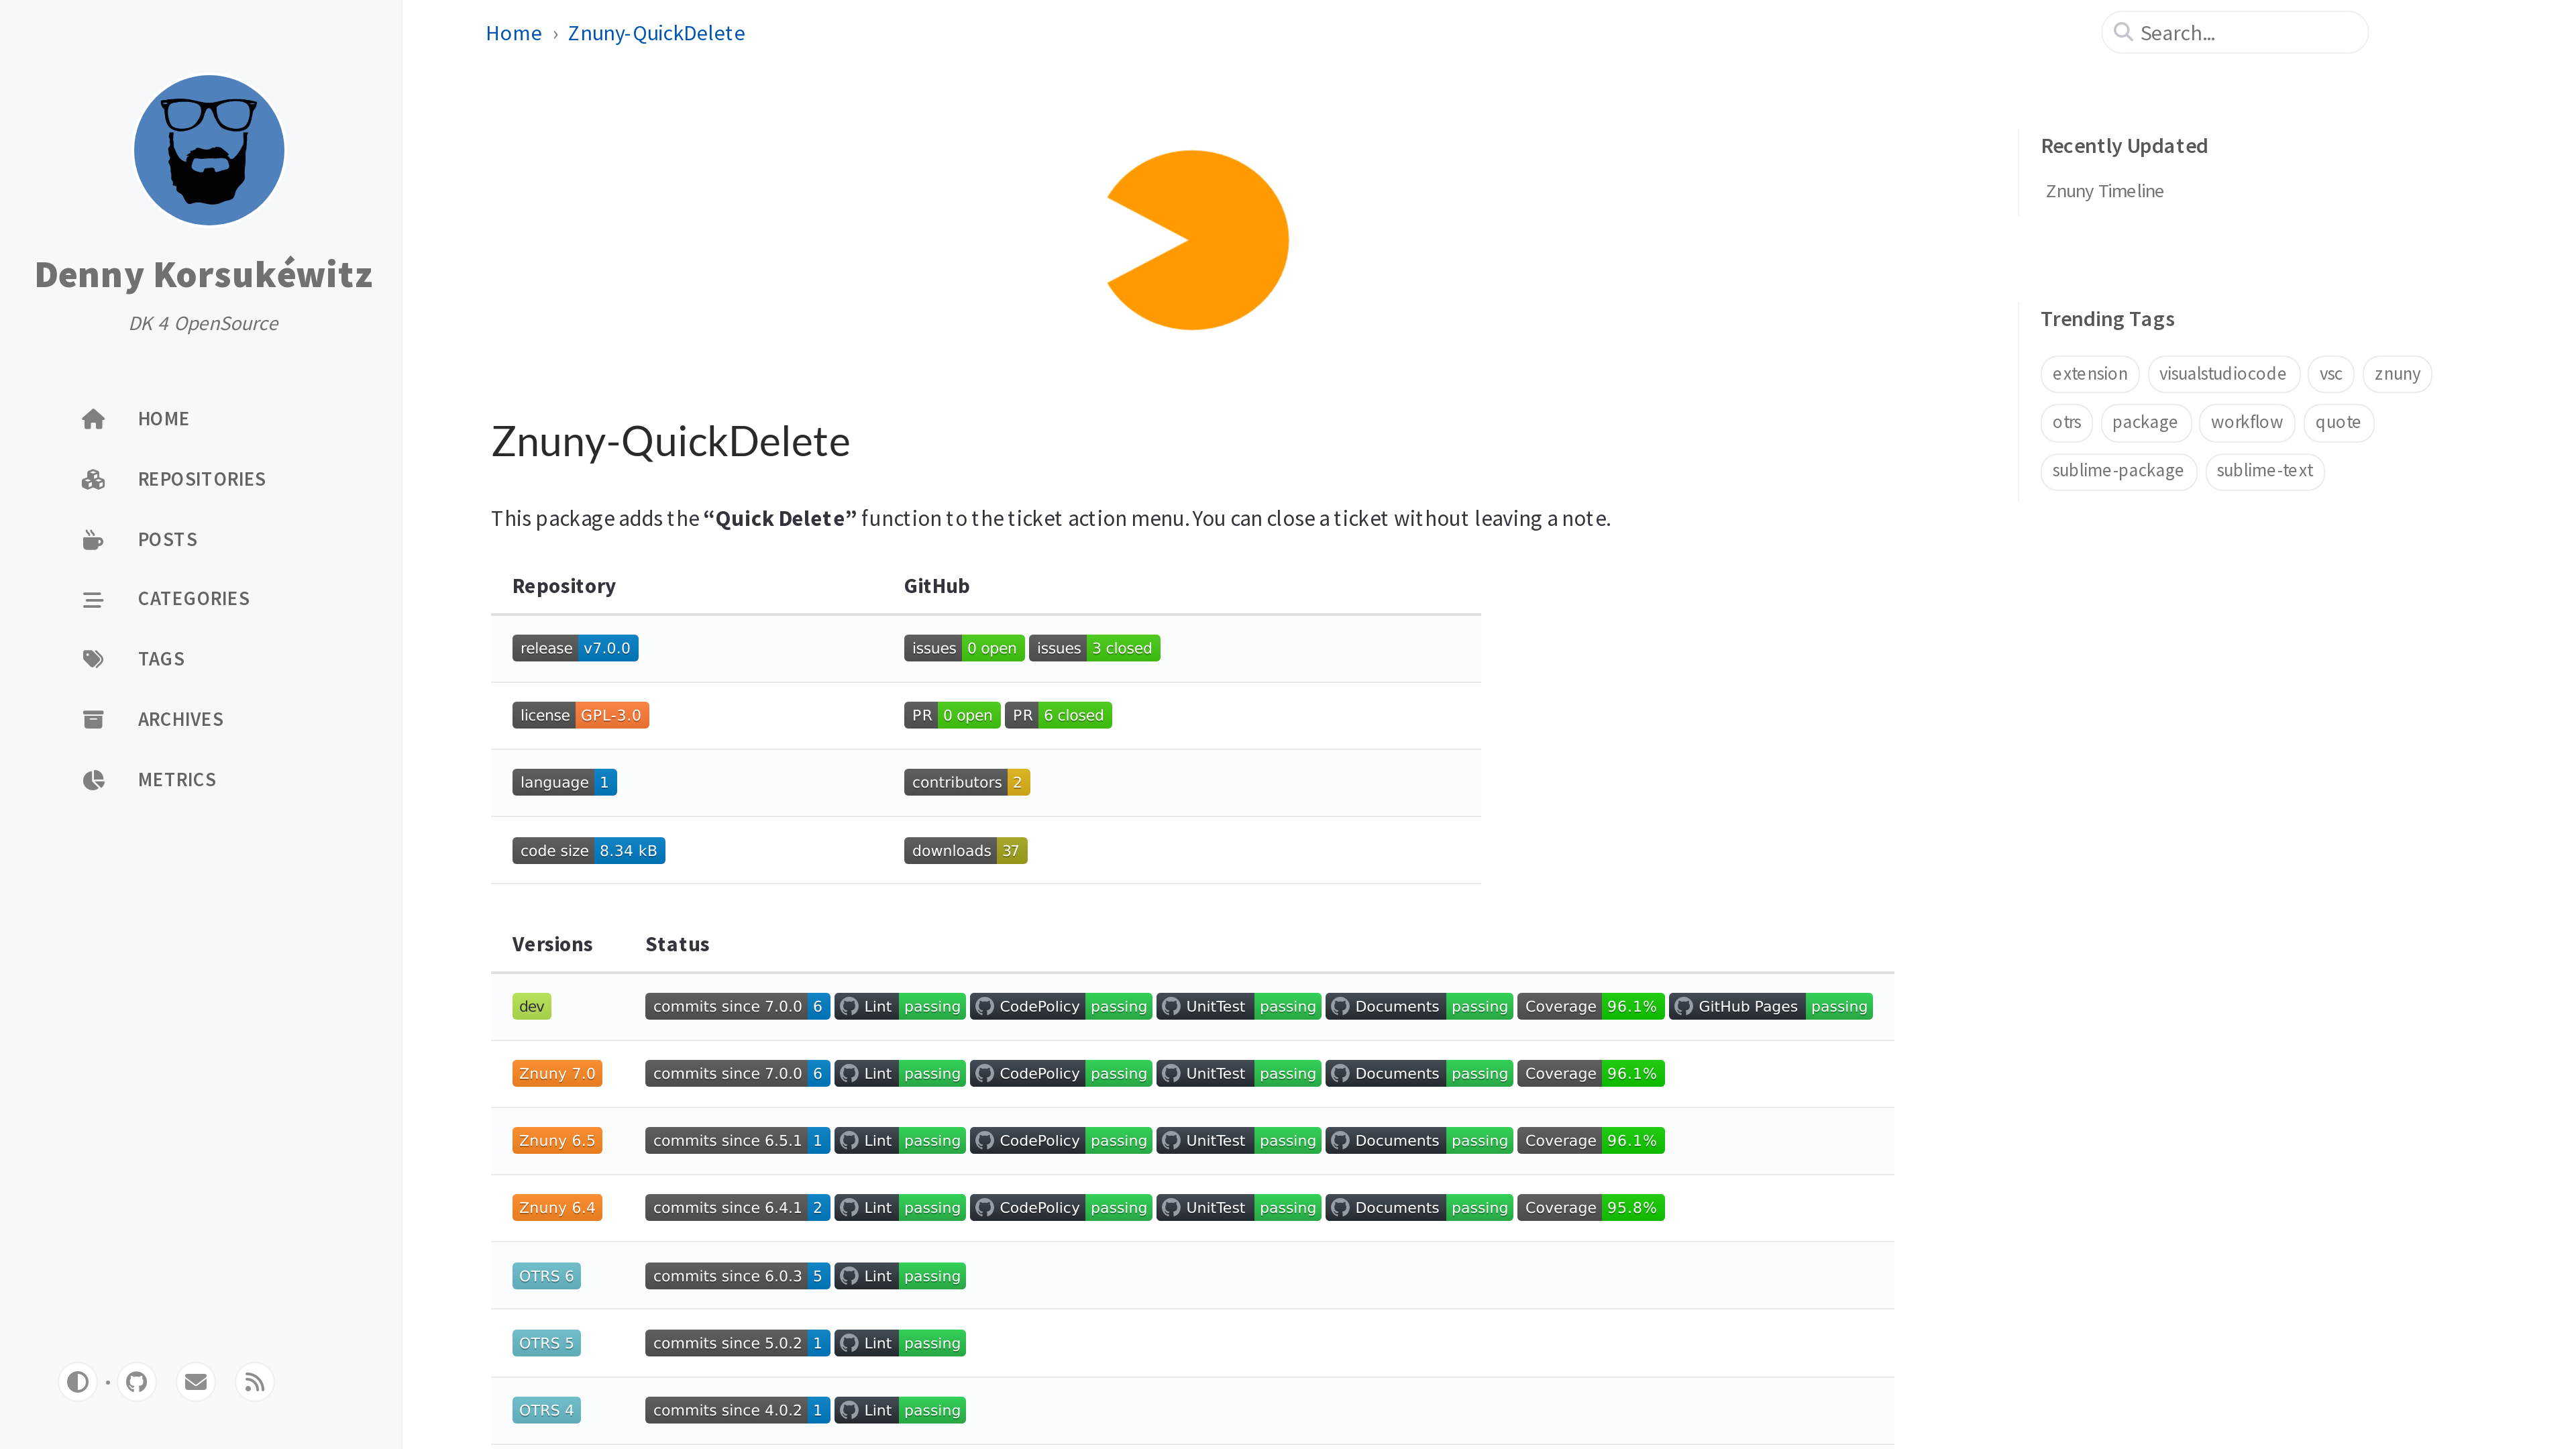 Denny Korsukéwitz
DK 4 OpenSource
HOME
REPOSITORIES
POSTS
CATEGORIES
TAGS
ARCHIVES
METRICS
Home › Znuny-QuickDelete
Search...
Znuny-QuickDelete
This package adds the “Quick Delete” function to the ticket action menu. You can close a ticket without leaving a note.
Repository GitHub
release v7.0.0 issues 0 open issues 3 closed
license GPL-3.0 PR 0 open PR 6 closed
language 1 contributors 2
code size 8.34 kB downloads 37
Versions Status
dev commits since 7.0.0 6 Lint passing CodePolicy passing UnitTest passing Documents passing Coverage 96.1% GitHub Pages passing
Znuny 7.0 commits since 7.0.0 6 Lint passing CodePolicy passing UnitTest passing Documents passing Coverage 96.1%
Znuny 6.5 commits since 6.5.1 1 Lint passing CodePolicy passing UnitTest passing Documents passing Coverage 96.1%
Znuny 6.4 commits since 6.4.1 2 Lint passing CodePolicy passing UnitTest passing Documents passing Coverage 95.8%
OTRS 6 commits since 6.0.3 5 Lint passing
OTRS 5 commits since 5.0.2 1 Lint passing
OTRS 4 commits since 4.0.2 1 Lint passing
Recently Updated
Znuny Timeline
Trending Tags
extension visualstudiocode vsc znuny
otrs package workflow quote
sublime-package sublime-text